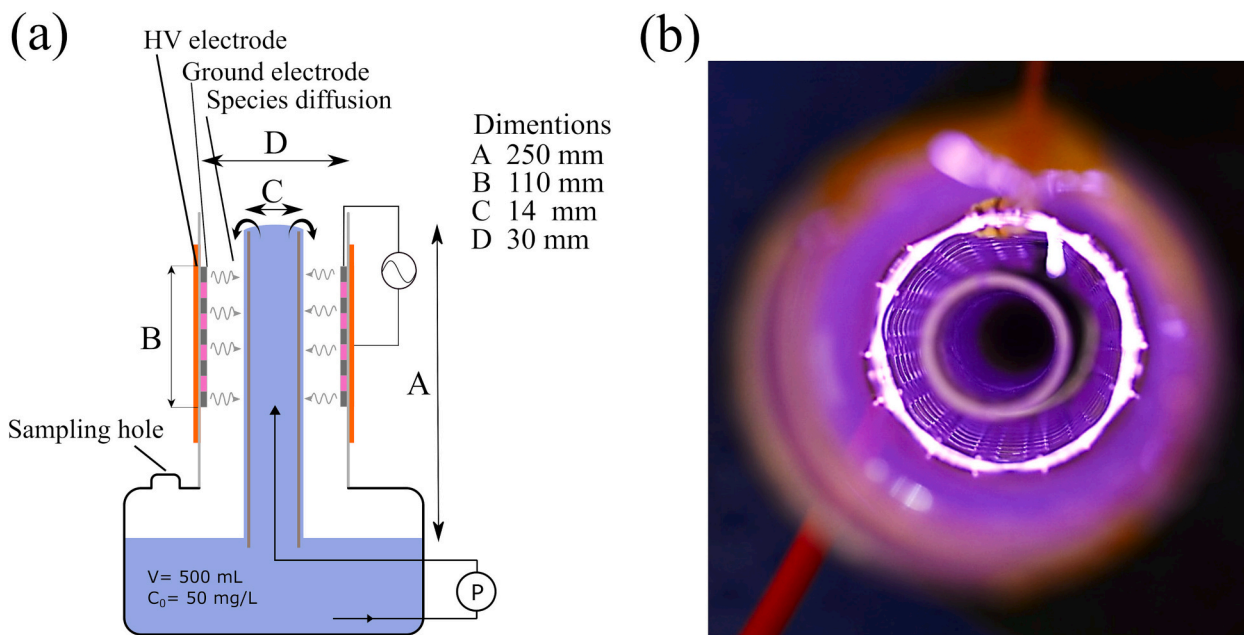 (a)
HV electrode
Ground electrode
Species diffusion
D
C
Dimentions
A 250 mm
B 110 mm
C 14 mm
D 30 mm
B
A
Sampling hole
V= 500 mL
C₀= 50 mg/L
P
(b)